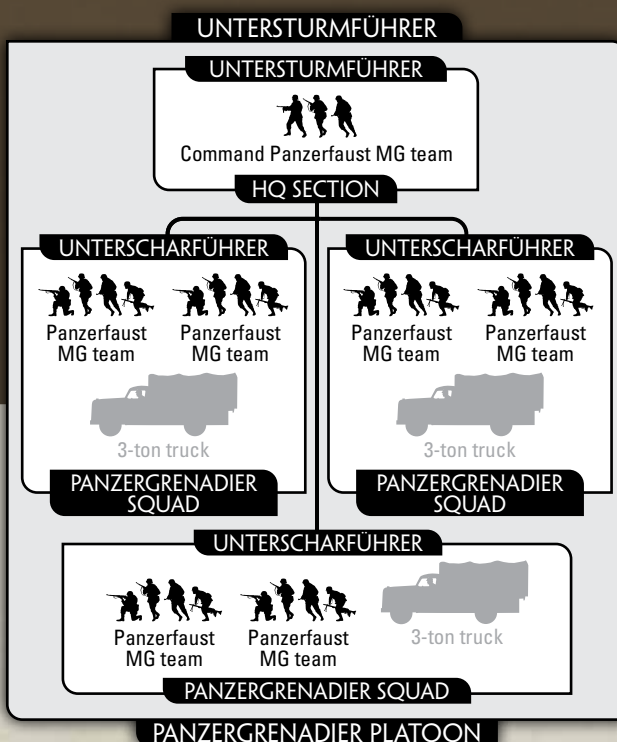 UNTERSTURMFÜHRER
UNTERSTURMFÜHRER
Command Panzerfaust MG team
HQ SECTION
UNTERSCHARFÜHRER
Panzerfaust
MG team
Panzerfaust
MG team
3-ton truck
PANZERGRENADIER
SQUAD
UNTERSCHARFÜHRER
Panzerfaust
MG team
Panzerfaust
MG team
3-ton truck
PANZERGRENADIER
SQUAD
UNTERSCHARFÜHRER
Panzerfaust
MG team
Panzerfaust
MG team
3-ton truck
PANZERGRENADIER SQUAD
PANZERGRENADIER PLATOON